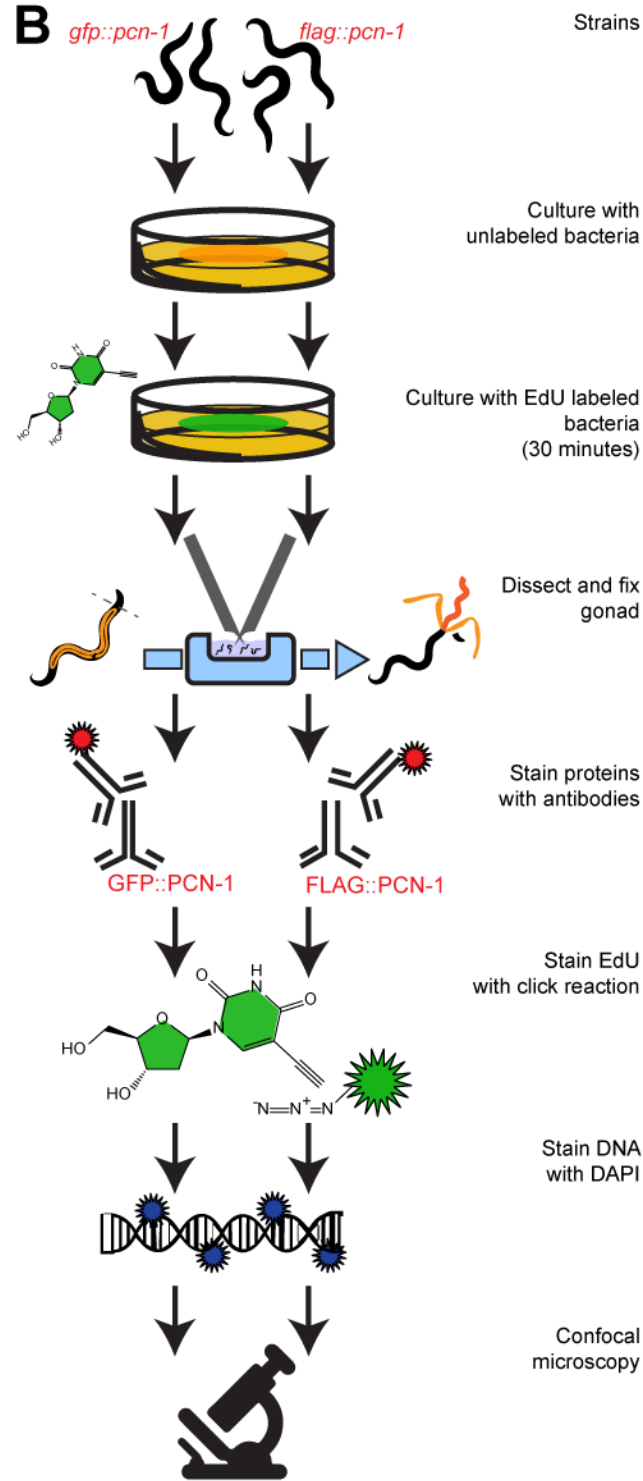 B
gfp::pcn-1 flag::pcn-1 Strains
Culture with
unlabeled bacteria
H
N
O
O
N
O
HO
HO
Culture with EdU labeled
bacteria
(30 minutes)
Dissect and fix
gonad
Stain proteins
with antibodies
GFP::PCN-1 FLAG::PCN-1
Stain EdU
with click reaction
H
O N
O
O N
HO
HO
⁻N=N⁺=N
Stain DNA
with DAPI
Confocal
microscopy